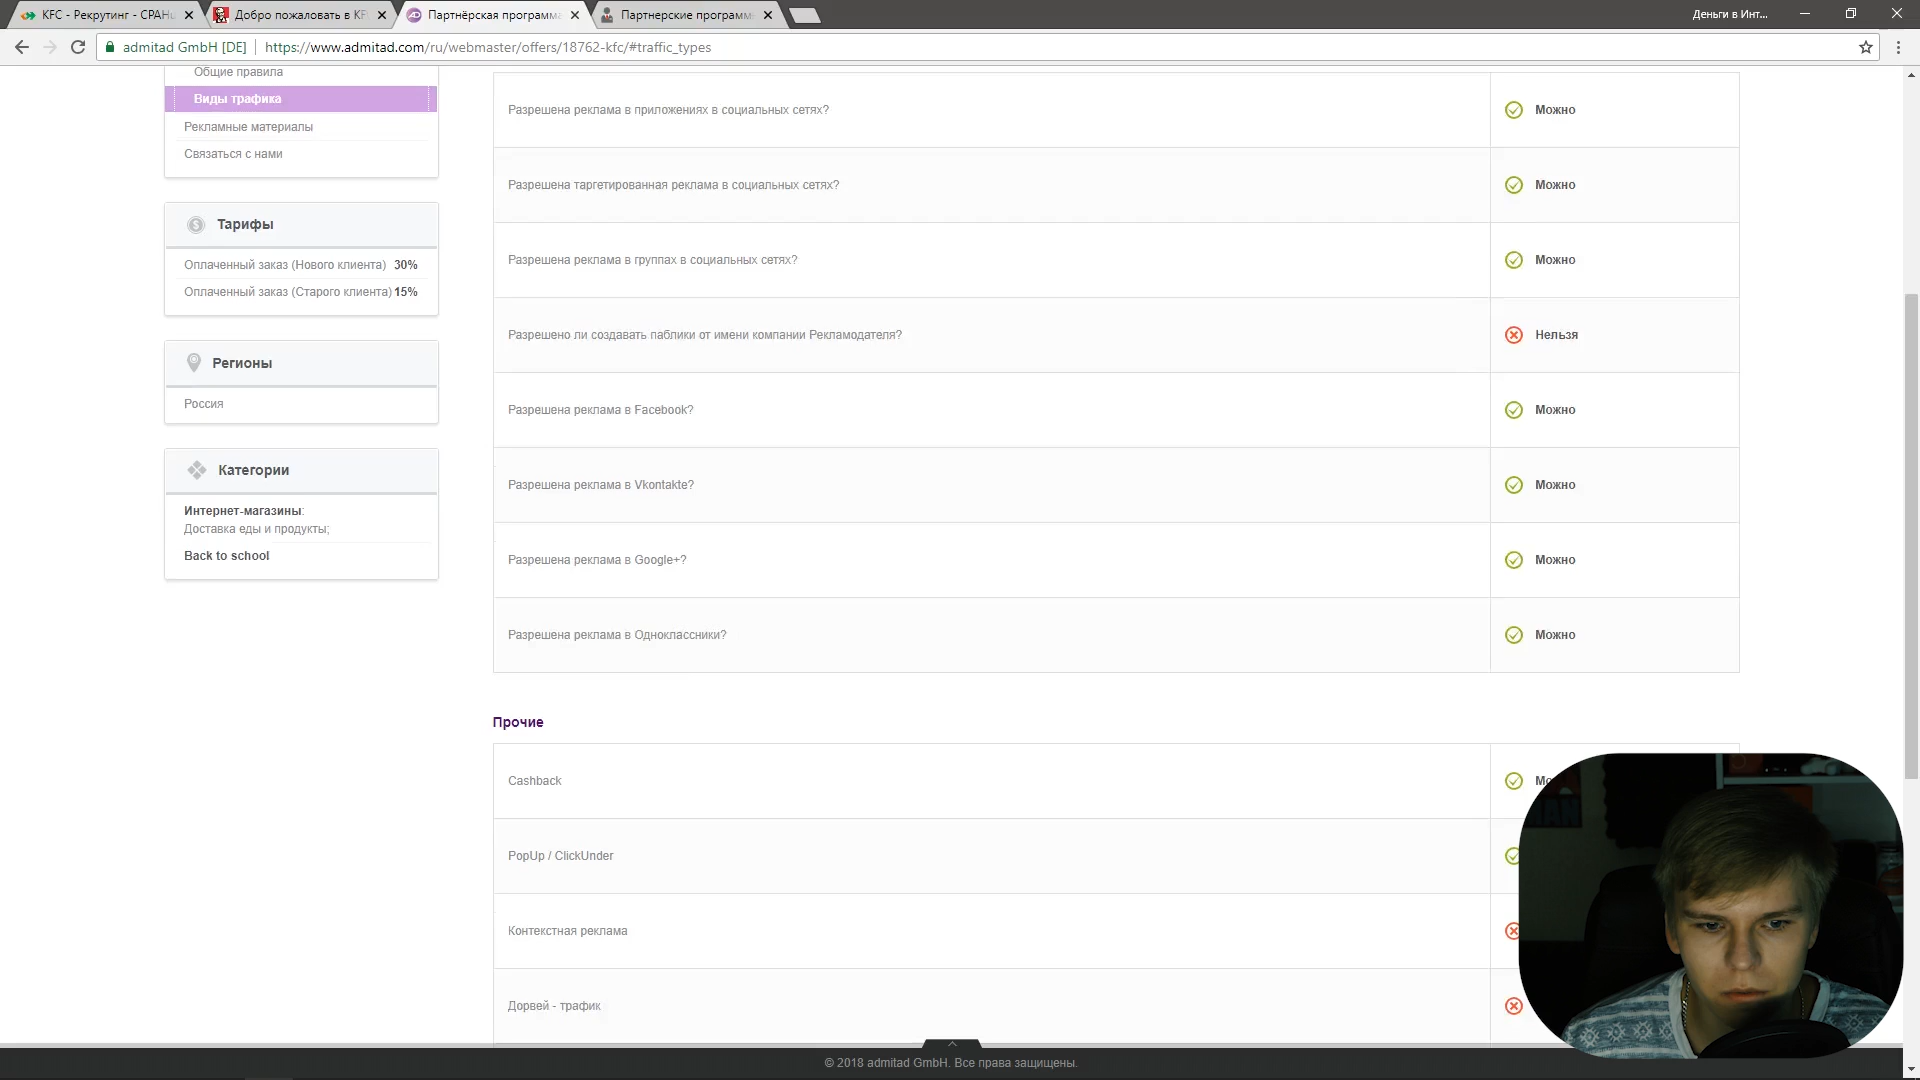 KFC - Рекрутинг - CPAHu
Добро пожаловать в KF
Партнёрская программа
Партнерские программ
Деньги в Инт...
admitad GmbH [DE]
https://www.admitad.com/ru/webmaster/offers/18762-kfc/#traffic_types
Общие правила
Виды трафика
Рекламные материалы
Связаться с нами
Тарифы
Оплаченный заказ (Нового клиента) 30%
Оплаченный заказ (Старого клиента) 15%
Регионы
Россия
Категории
Интернет-магазины:
Доставка еды и продукты;
Back to school
Разрешена реклама в приложениях в социальных сетях? Можно
Разрешена таргетированная реклама в социальных сетях? Можно
Разрешена реклама в группах в социальных сетях? Можно
Разрешено ли создавать паблики от имени компании Рекламодателя? Нельзя
Разрешена реклама в Facebook? Можно
Разрешена реклама в Vkontakte? Можно
Разрешена реклама в Google+? Можно
Разрешена реклама в Одноклассники? Можно
Прочие
Cashback
PopUp / ClickUnder
Контекстная реклама
Дорвей - трафик
© 2018 admitad GmbH. Все права защищены.